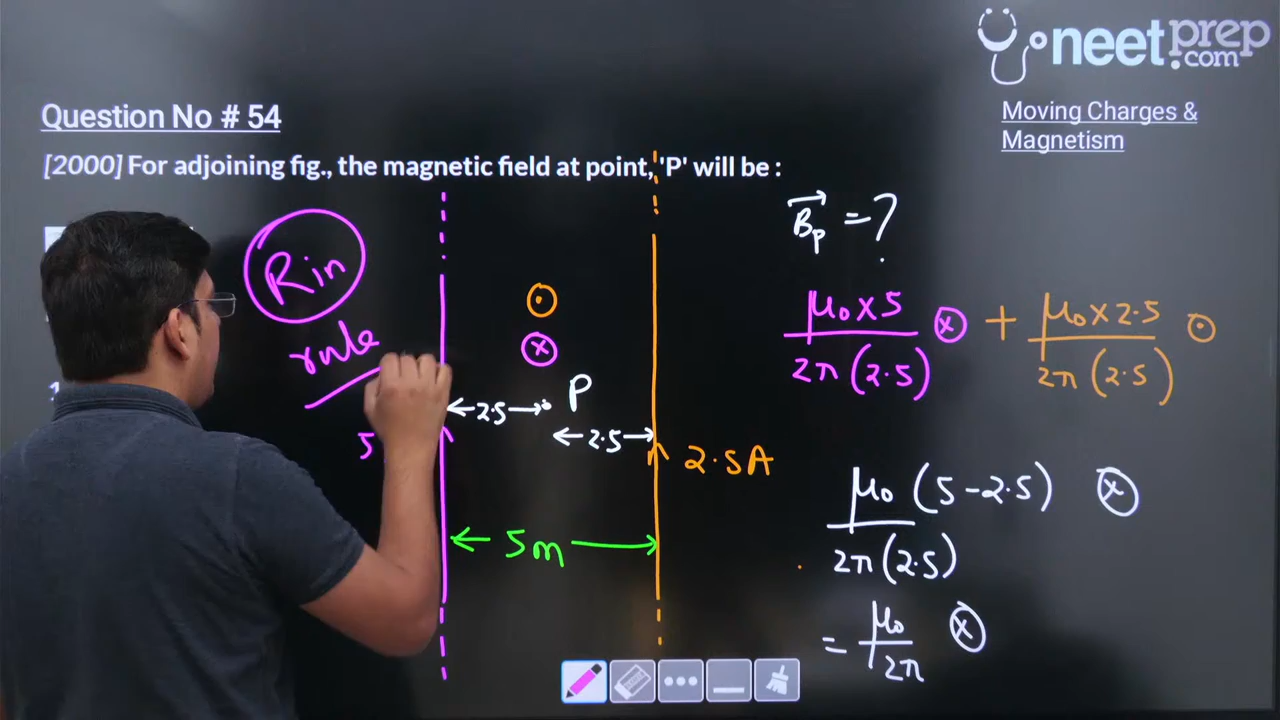 neetprep
.com
Question No # 54
Moving Charges &
Magnetism
[2000] For adjoining fig., the magnetic field at point, 'P' will be :
Rin
rule
B⃗p = ?
μ₀ × 5 / 2π (2.5) ⊗ + μ₀ × 2.5 / 2π (2.5) ⊙
⊙
⊗
P
2.5
2.5
5
2.5A
5m
μ₀ (5-2.5) / 2π (2.5) ⊗
= μ₀ / 2π ⊗